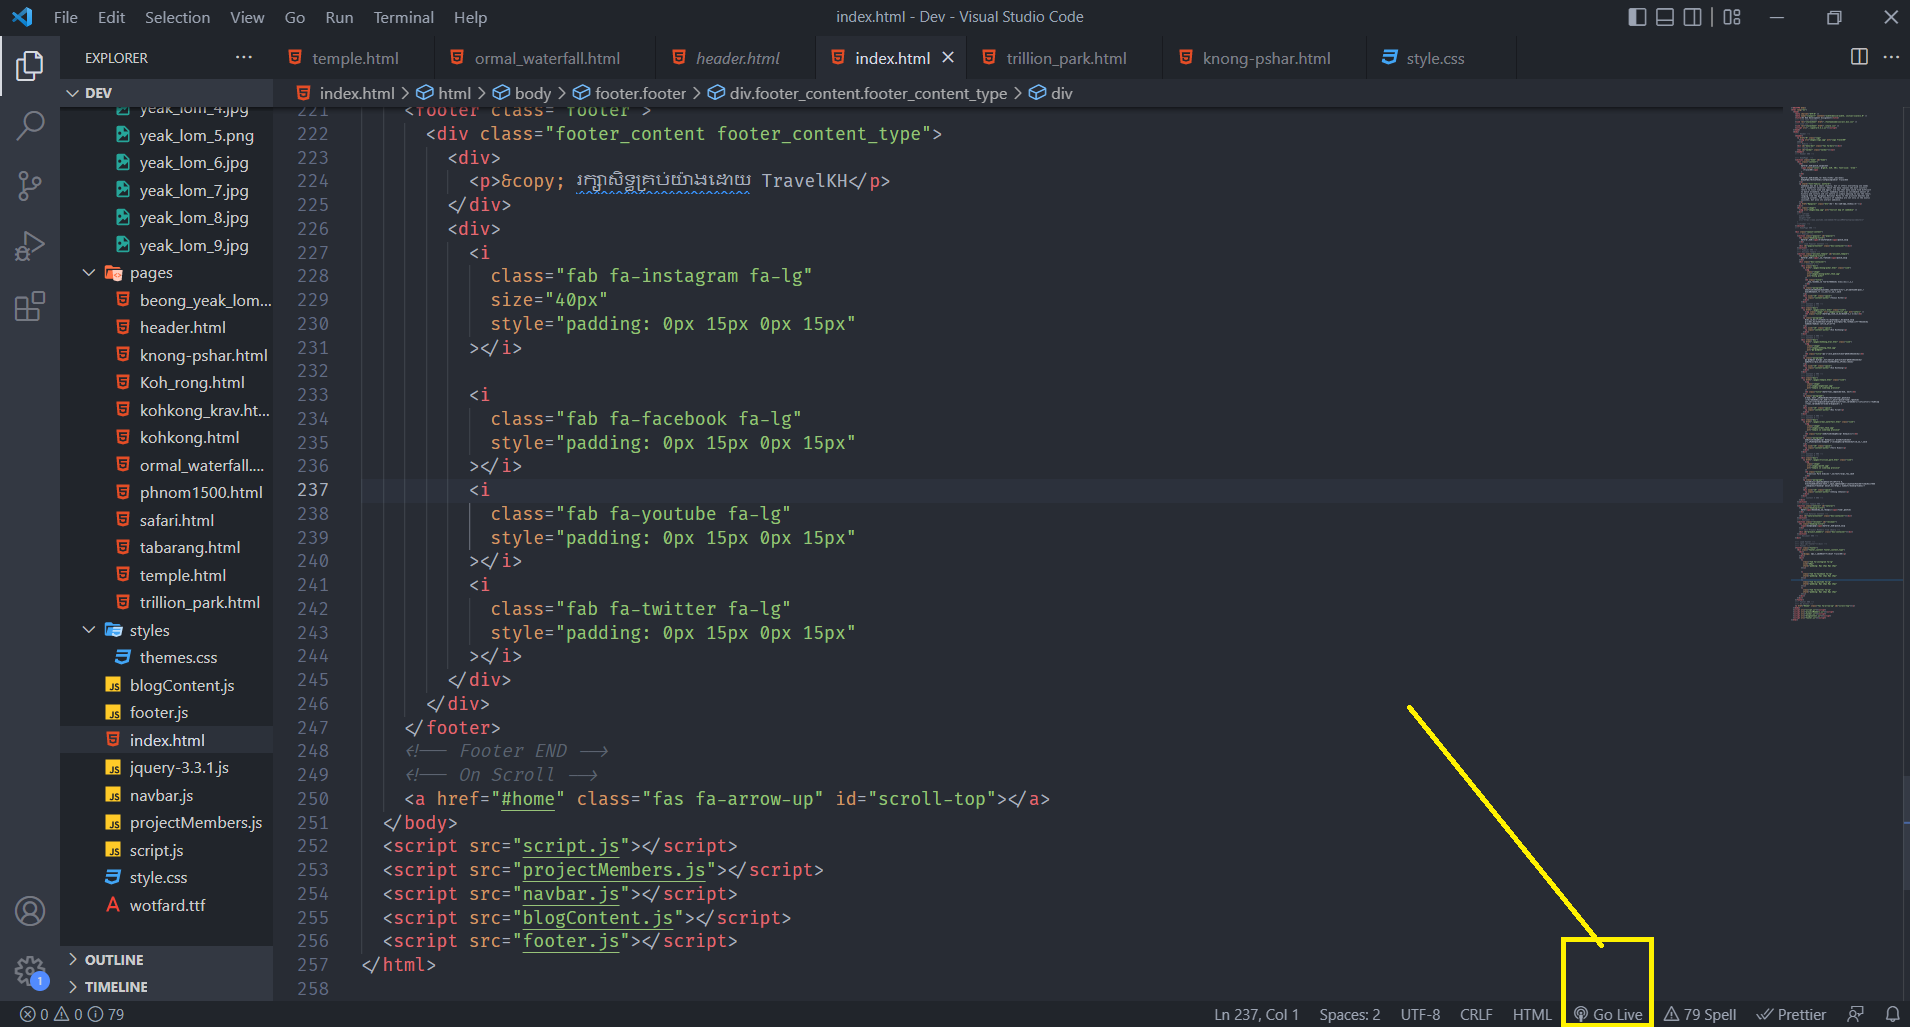 File Edit Selection View Go Run Terminal Help
index.html - Dev - Visual Studio Code
EXPLORER
temple.html
ormal_waterfall.html
header.html
index.html
trillion_park.html
knong-pshar.html
style.css
DEV
index.html > html > body > footer.footer > div.footer_content.footer_content_type > div
yeak_lom_4.jpg
yeak_lom_5.png
yeak_lom_6.jpg
yeak_lom_7.jpg
yeak_lom_8.jpg
yeak_lom_9.jpg
pages
beong_yeak_lom...
header.html
knong-pshar.html
Koh_rong.html
kohkong_krav.ht...
kohkong.html
ormal_waterfall....
phnom1500.html
safari.html
tabarang.html
temple.html
trillion_park.html
styles
themes.css
blogContent.js
footer.js
index.html
jquery-3.3.1.js
navbar.js
projectMembers.js
script.js
style.css
wotfard.ttf
OUTLINE
TIMELINE
221 <footer class="footer">
222 <div class="footer_content footer_content_type">
223 <div>
224 <p>&copy; រក្សាសិទ្ធគ្រប់យ៉ាងដោយ TravelKH</p>
225 </div>
226 <div>
227 <i
228 class="fab fa-instagram fa-lg"
229 size="40px"
230 style="padding: 0px 15px 0px 15px"
231 ></i>
232
233 <i
234 class="fab fa-facebook fa-lg"
235 style="padding: 0px 15px 0px 15px"
236 ></i>
237 <i
238 class="fab fa-youtube fa-lg"
239 style="padding: 0px 15px 0px 15px"
240 ></i>
241 <i
242 class="fab fa-twitter fa-lg"
243 style="padding: 0px 15px 0px 15px"
244 ></i>
245 </div>
246 </div>
247 </footer>
248 <!-- Footer END -->
249 <!-- On Scroll -->
250 <a href="#home" class="fas fa-arrow-up" id="scroll-top"></a>
251 </body>
252 <script src="script.js"></script>
253 <script src="projectMembers.js"></script>
254 <script src="navbar.js"></script>
255 <script src="blogContent.js"></script>
256 <script src="footer.js"></script>
257 </html>
258
1
0 0 79
Ln 237, Col 1 Spaces: 2 UTF-8 CRLF HTML Go Live 79 Spell Prettier